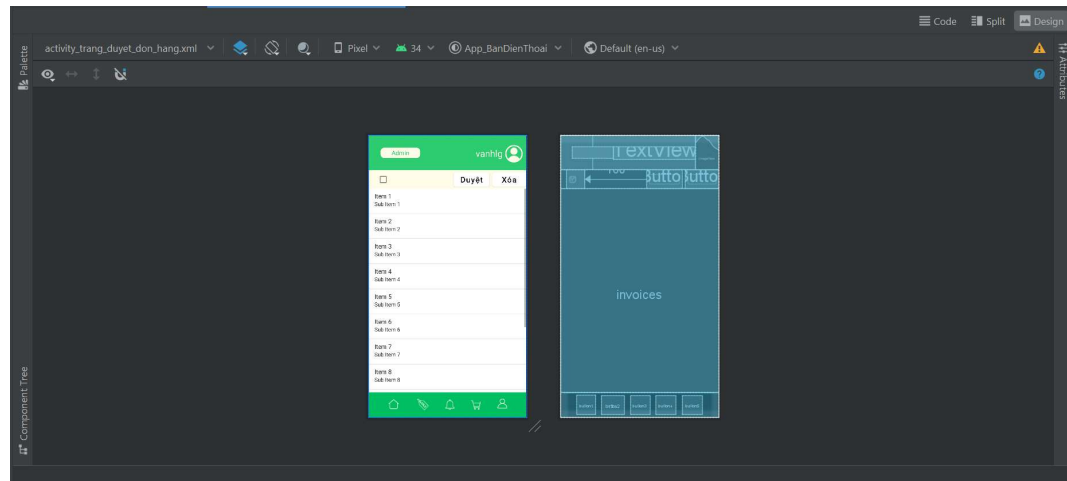 Code Split Design
activity_trang_duyet_don_hang.xml Pixel 34 App_BanDienThoai Default (en-us)
Palette
Attributes
Component Tree
Admin vanhlg
Duyệt Xóa
Item 1
Sub Item 1
Item 2
Sub Item 2
Item 3
Sub Item 3
Item 4
Sub Item 4
Item 5
Sub Item 5
Item 6
Sub Item 6
Item 7
Sub Item 7
Item 8
Sub Item 8
TextView
Butto Butto
invoices